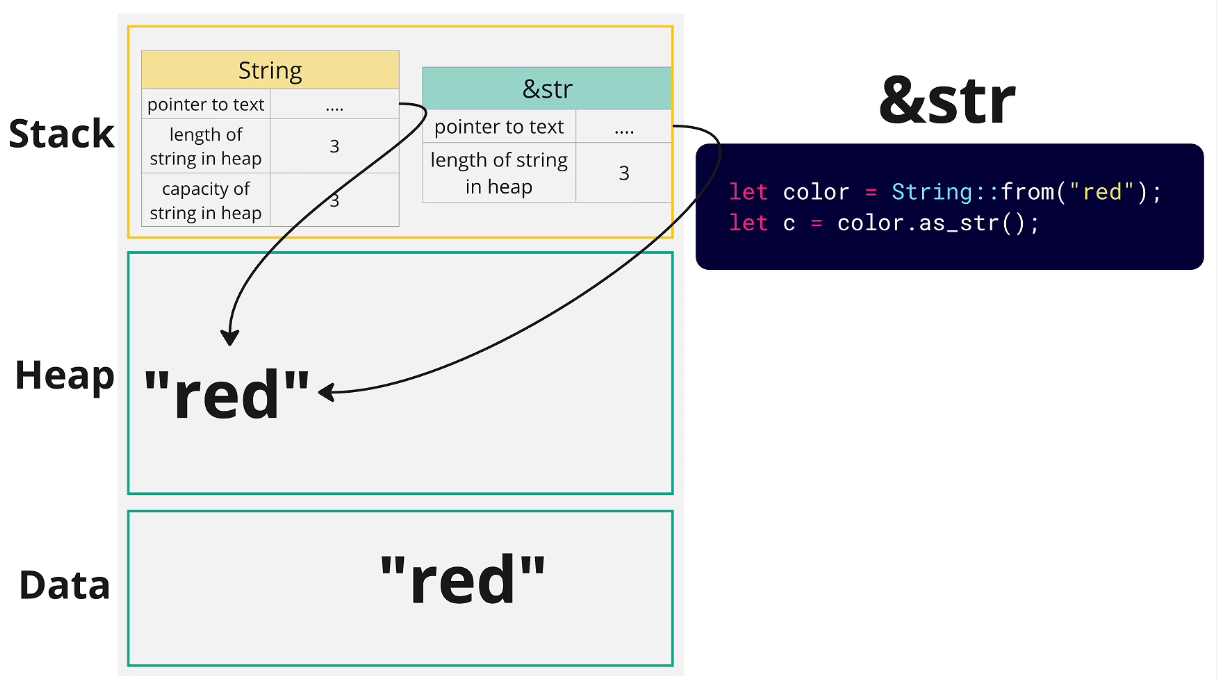 Stack
String
pointer to text ....
length of
string in heap 3
capacity of
string in heap 3
&str
pointer to text ....
length of string
in heap 3
&str
let color = String::from("red");
let c = color.as_str();
Heap
"red"
Data
"red"